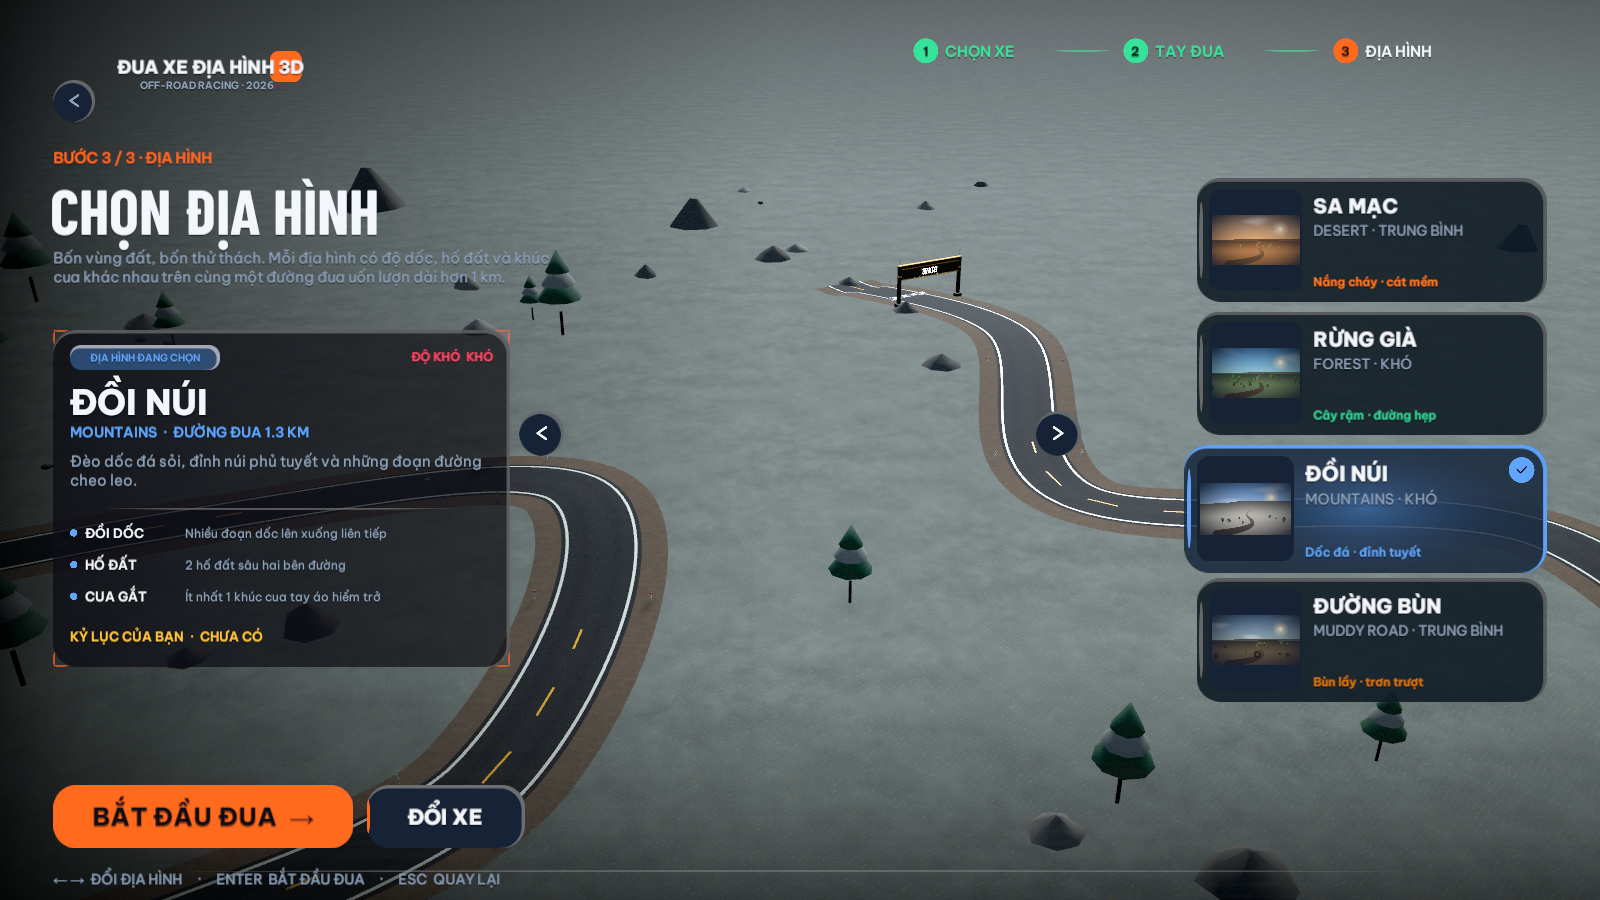 ĐUA XE ĐỊA HÌNH 3D
OFF-ROAD RACING · 2026
1 CHỌN XE
2 TAY ĐUA
3 ĐỊA HÌNH
<
BƯỚC 3 / 3 · ĐỊA HÌNH
CHỌN ĐỊA HÌNH
Bốn vùng đất, bốn thử thách. Mỗi địa hình có độ dốc, hố đất và khúc
cua khác nhau trên cùng một đường đua uốn lượn dài hơn 1 km.
ĐỊA HÌNH ĐANG CHỌN
ĐỘ KHÓ KHÓ
ĐỒI NÚI
MOUNTAINS · ĐƯỜNG ĐUA 1.3 KM
Đèo dốc đá sỏi, đỉnh núi phủ tuyết và những đoạn đường
cheo leo.
ĐỒI DỐC Nhiều đoạn dốc lên xuống liên tiếp
HỐ ĐẤT 2 hố đất sâu hai bên đường
CUA GẮT Ít nhất 1 khúc cua tay áo hiểm trở
KỶ LỤC CỦA BẠN · CHƯA CÓ
<
>
SA MẠC
DESERT · TRUNG BÌNH
Nắng cháy · cát mềm
RỪNG GIÀ
FOREST · KHÓ
Cây rậm · đường hẹp
ĐỒI NÚI
MOUNTAINS · KHÓ
Dốc đá · đỉnh tuyết
ĐƯỜNG BÙN
MUDDY ROAD · TRUNG BÌNH
Bùn lầy · trơn trượt
BẮT ĐẦU ĐUA →
ĐỔI XE
←→ ĐỔI ĐỊA HÌNH · ENTER BẮT ĐẦU ĐUA · ESC QUAY LẠI